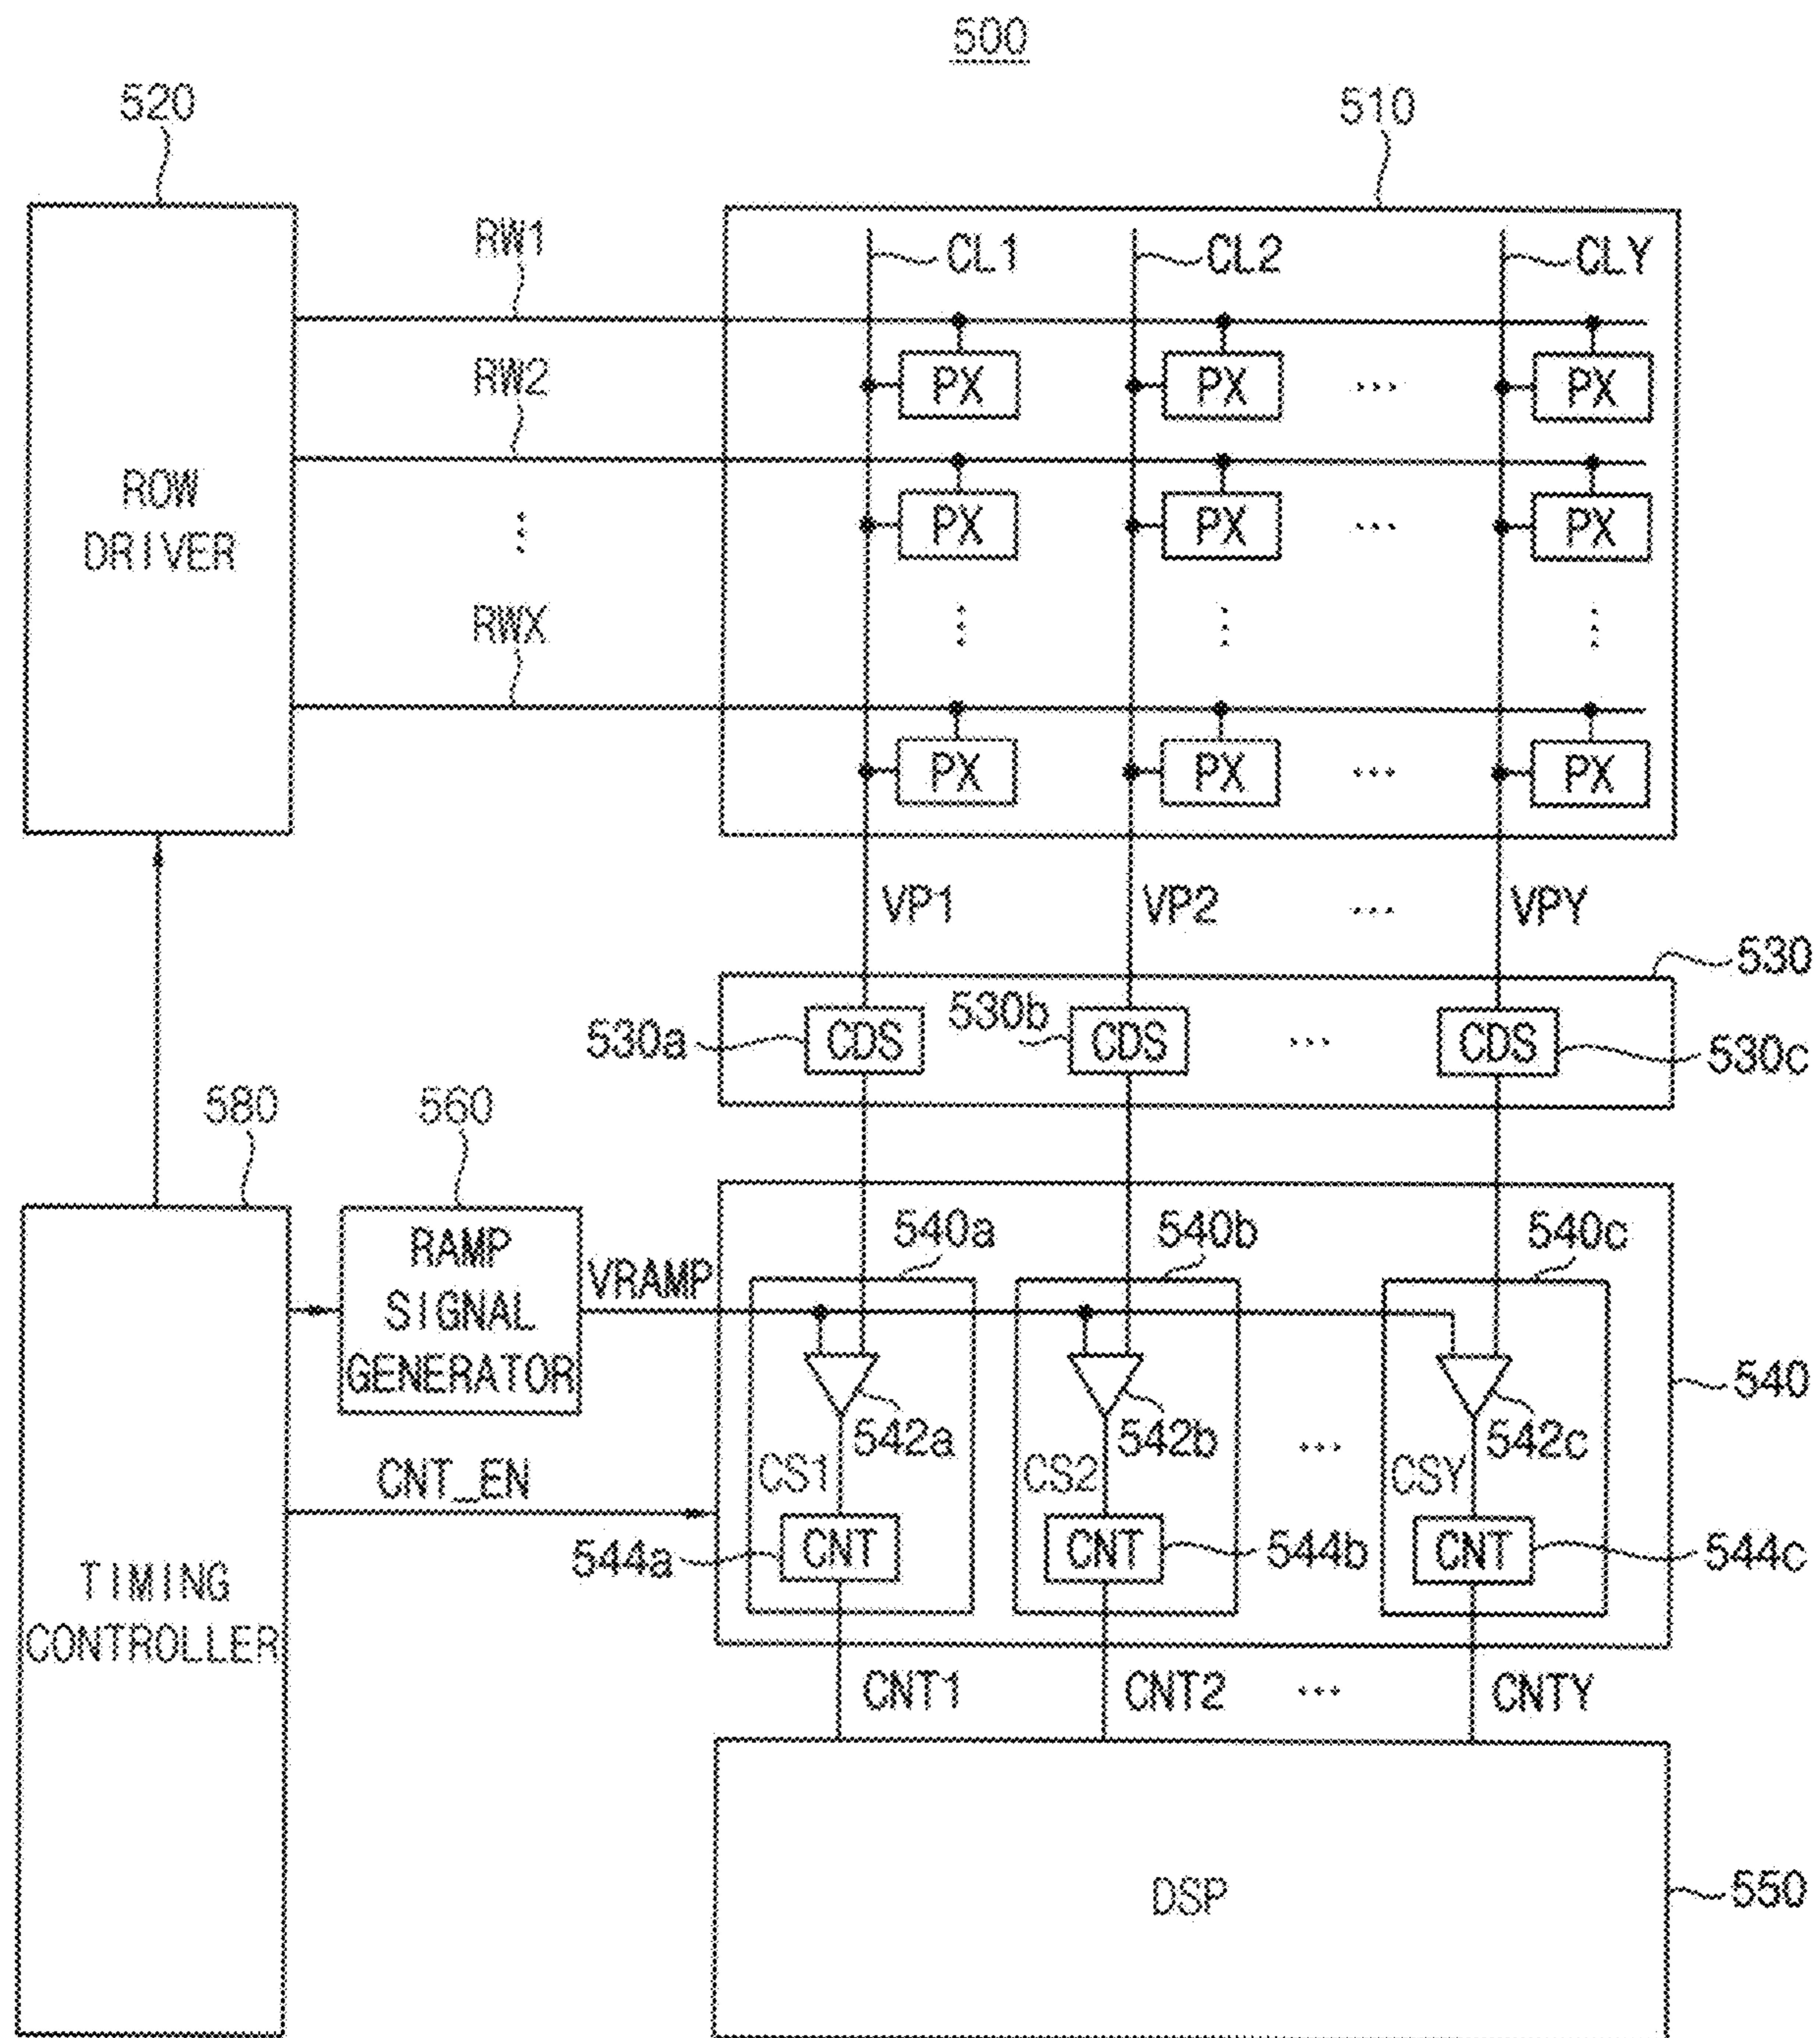 500
520
510
RW1
CL1
CL2
CLY
RW2
PX
PX
...
PX
ROW
DRIVER
PX
PX
...
PX
RWX
PX
PX
...
PX
VP1
VP2
...
VPY
530
530a
CDS
530b
CDS
...
CDS
530c
580
560
RAMP
SIGNAL
GENERATOR
VRAMP
540a
540b
540c
540
542a
542b
...
542c
CS1
CS2
CSY
CNT_EN
544a
CNT
CNT
544b
CNT
544c
TIMING
CONTROLLER
CNT1
CNT2
...
CNTY
DSP
550